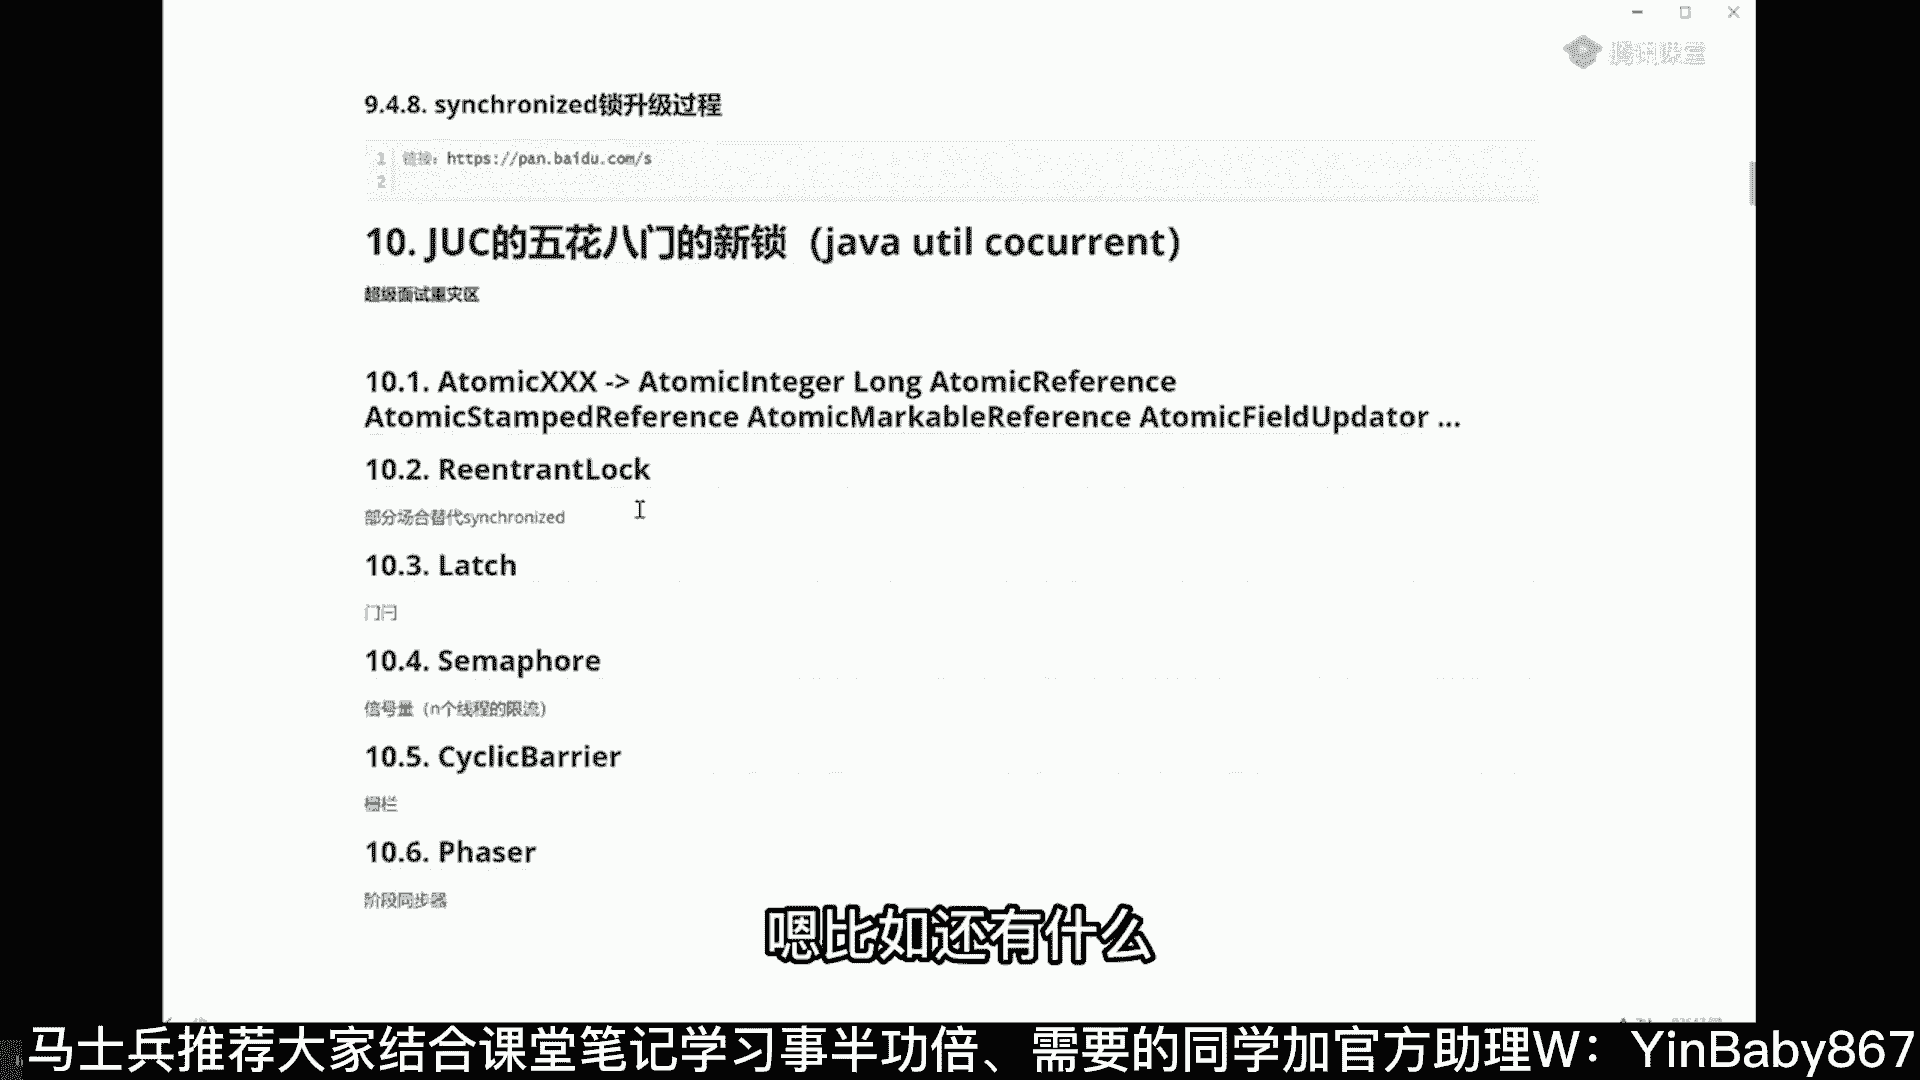 腾讯课堂
9.4.8. synchronized锁升级过程
1 链接：https://pan.baidu.com/s
2
10. JUC的五花八门的新锁（java util cocurrent）
超级面试重灾区
10.1. AtomicXXX -> AtomicInteger Long AtomicReference
AtomicStampedReference AtomicMarkableReference AtomicFieldUpdator ...
10.2. ReentrantLock
部分场合替代synchronized
10.3. Latch
门闩
10.4. Semaphore
信号量（n个线程的限流）
10.5. CyclicBarrier
栅栏
10.6. Phaser
阶段同步器
嗯比如还有什么
马士兵推荐大家结合课堂笔记学习事半功倍、需要的同学加官方助理W：YinBaby867